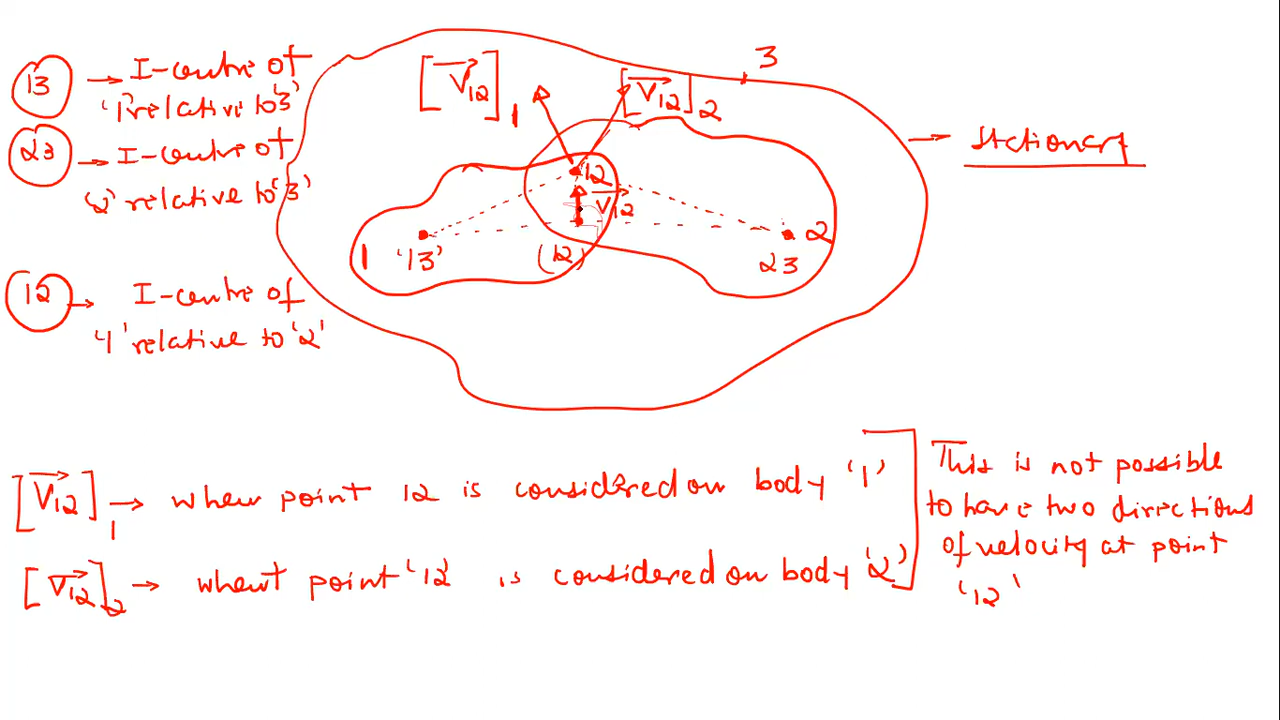 13 → I-centre of
'1' relative to '3'
23 → I-centre of
'2' relative to '3'
12 → I-centre of
'1' relative to '2'
[V12]1
[V12]2
3
→ stationary
12
V12
1
'13'
(12)
2
23
[V12]1 → when point 12 is considered on body '1'
[V12]2 → when point '12' is considered on body '2'
This is not possible
to have two directions
of velocity at point
'12'